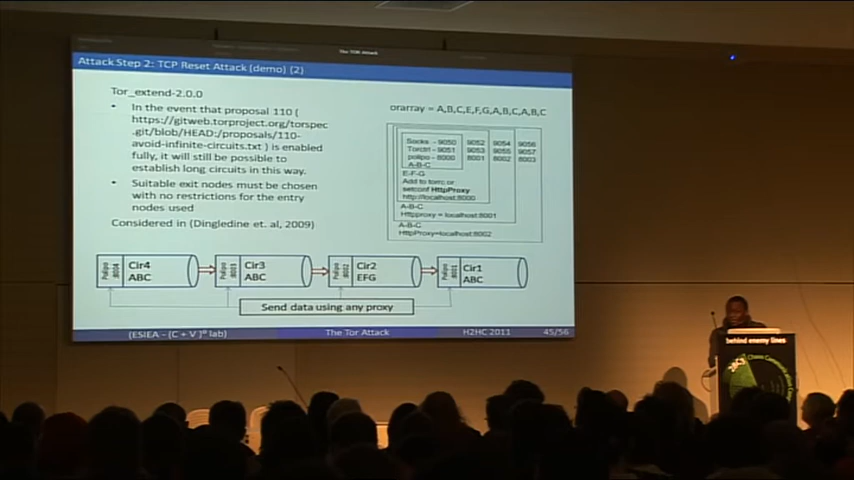 The TOR Attack
Attack Step 2: TCP Reset Attack (demo) (2)
Tor_extend-2.0.0
• In the event that proposal 110 (
https://gitweb.torproject.org/torspec
.git/blob/HEAD:/proposals/110-
avoid-infinite-circuits.txt ) is enabled
fully, it will still be possible to
establish long circuits in this way.
• Suitable exit nodes must be chosen
with no restrictions for the entry
nodes used
Considered in (Dingledine et. al, 2009)
orarray = A,B,C,E,F,G,A,B,C,A,B,C
Socks - 9050 9052 9054 9056
Torctrl - 9051 9053 9055 9057
polipo - 8000 8001 8002 8003
A-B-C
E-F-G
Add to torrc or
setconf HttpProxy
http://localhost:8000
A-B-C
Httpproxy = localhost:8001
A-B-C
HttpProxy=localhost:8002
Polipo :8004
Cir4
ABC
Polipo :8003
Cir3
ABC
Polipo :8002
Cir2
EFG
Polipo :8001
Cir1
ABC
Send data using any proxy
(ESIEA - (C + V)º lab) The Tor Attack H2HC 2011 45/56
behind enemy lines
Chaos Communication